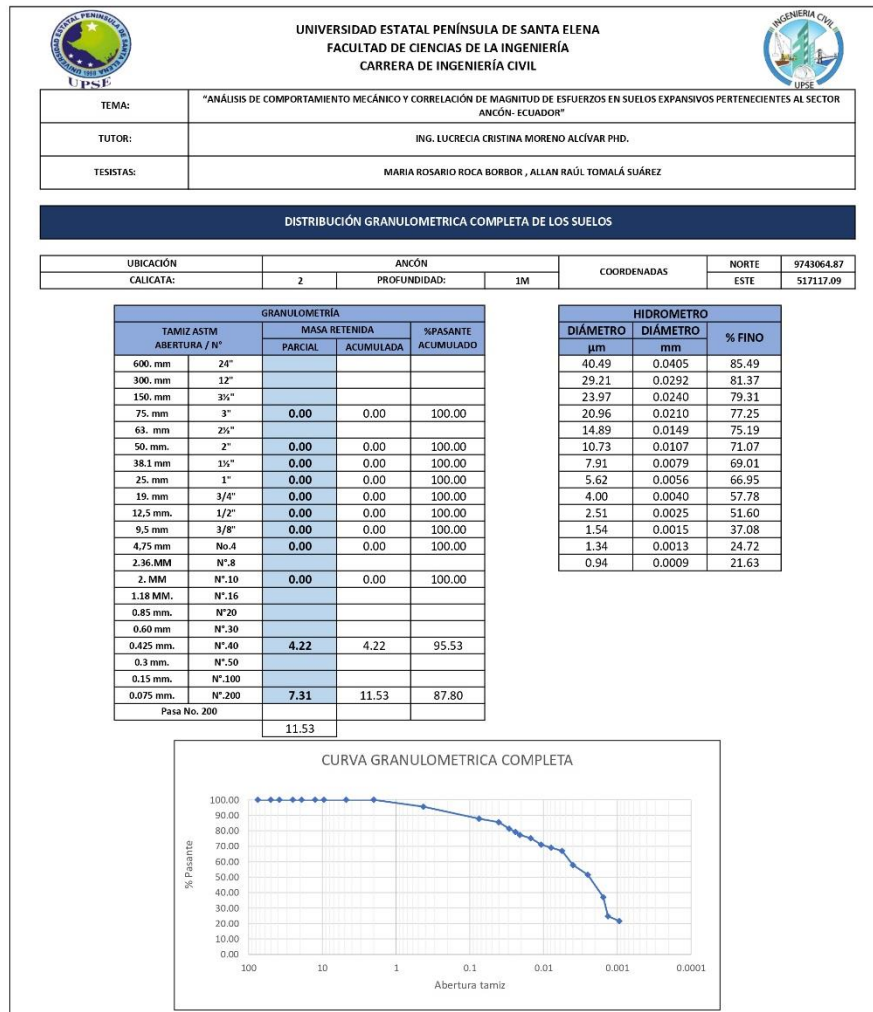 UNIVERSIDAD ESTATAL PENÍNSULA DE SANTA ELENA
FACULTAD DE CIENCIAS DE LA INGENIERÍA
CARRERA DE INGENIERÍA CIVIL
UNIVERSIDAD ESTATAL PENÍNSULA DE SANTA ELENA
UPSE
INGENIERIA CIVIL
UPSE
TEMA: "ANÁLISIS DE COMPORTAMIENTO MECÁNICO Y CORRELACIÓN DE MAGNITUD DE ESFUERZOS EN SUELOS EXPANSIVOS PERTENECIENTES AL SECTOR
ANCÓN- ECUADOR"
TUTOR: ING. LUCRECIA CRISTINA MORENO ALCÍVAR PHD.
TESISTAS: MARIA ROSARIO ROCA BORBOR , ALLAN RAÚL TOMALÁ SUÁREZ
DISTRIBUCIÓN GRANULOMETRICA COMPLETA DE LOS SUELOS
UBICACIÓN ANCÓN COORDENADAS NORTE 9743064.87
CALICATA: 2 PROFUNDIDAD: 1M ESTE 517117.09
GRANULOMETRÍA
TAMIZ ASTM MASA RETENIDA %PASANTE
ABERTURA / N° PARCIAL ACUMULADA ACUMULADO
600. mm 24"
300. mm 12"
150. mm 3½"
75. mm 3" 0.00 0.00 100.00
63. mm 2½"
50. mm. 2" 0.00 0.00 100.00
38.1 mm 1½" 0.00 0.00 100.00
25. mm 1" 0.00 0.00 100.00
19. mm 3/4" 0.00 0.00 100.00
12,5 mm. 1/2" 0.00 0.00 100.00
9,5 mm 3/8" 0.00 0.00 100.00
4,75 mm No.4 0.00 0.00 100.00
2.36.MM N°.8
2. MM N°.10 0.00 0.00 100.00
1.18 MM. N°.16
0.85 mm. N°20
0.60 mm N°.30
0.425 mm. N°.40 4.22 4.22 95.53
0.3 mm. N°.50
0.15 mm. N°.100
0.075 mm. N°.200 7.31 11.53 87.80
Pasa No. 200
11.53
HIDROMETRO
DIÁMETRO DIÁMETRO % FINO
µm mm
40.49 0.0405 85.49
29.21 0.0292 81.37
23.97 0.0240 79.31
20.96 0.0210 77.25
14.89 0.0149 75.19
10.73 0.0107 71.07
7.91 0.0079 69.01
5.62 0.0056 66.95
4.00 0.0040 57.78
2.51 0.0025 51.60
1.54 0.0015 37.08
1.34 0.0013 24.72
0.94 0.0009 21.63
CURVA GRANULOMETRICA COMPLETA
% Pasante
100.00
90.00
80.00
70.00
60.00
50.00
40.00
30.00
20.00
10.00
0.00
100 10 1 0.1 0.01 0.001 0.0001
Abertura tamiz